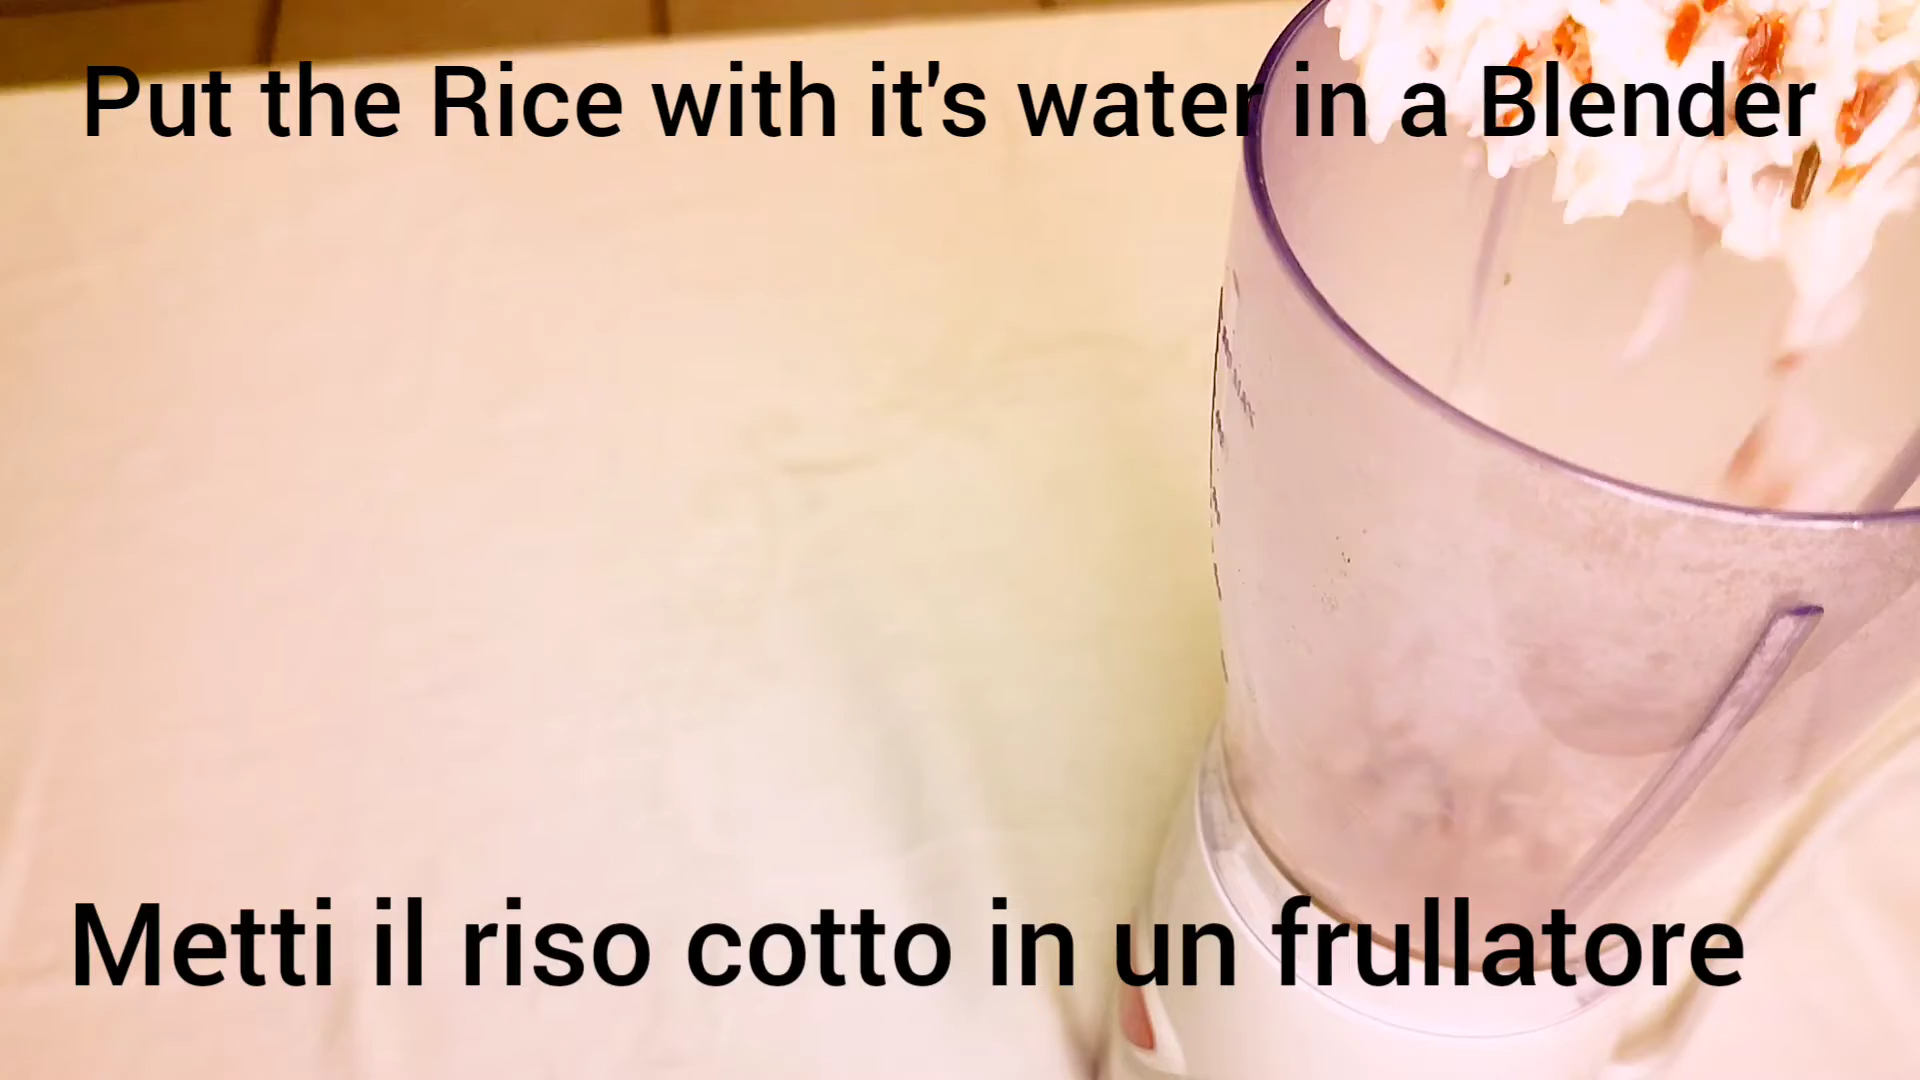 Put the Rice with it's water in a Blender
Metti il riso cotto in un frullatore